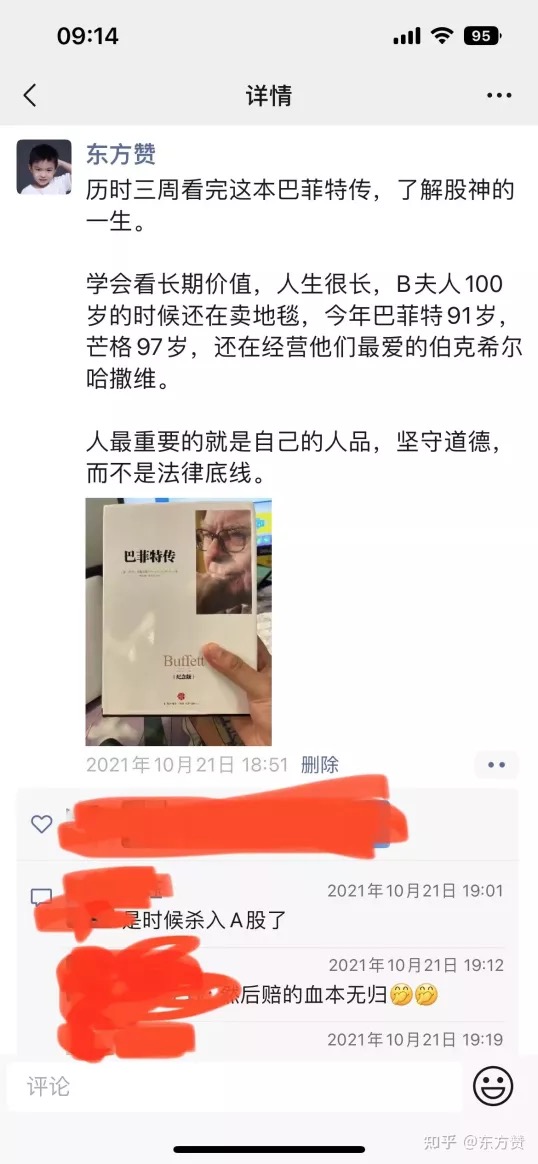 09:14
95
详情
东方赞
历时三周看完这本巴菲特传，了解股神的
一生。
学会看长期价值，人生很长，B夫人100
岁的时候还在卖地毯，今年巴菲特91岁，
芒格97岁，还在经营他们最爱的伯克希尔
哈撒维。
人最重要的就是自己的人品，坚守道德，
而不是法律底线。
巴菲特传
Buffett
（纪念版）
2021年10月21日 18:51 删除
2021年10月21日 19:01
是时候杀入A股了
2021年10月21日 19:12
然后赔的血本无归🤭🤭
2021年10月21日 19:19
评论
知乎 @东方赞